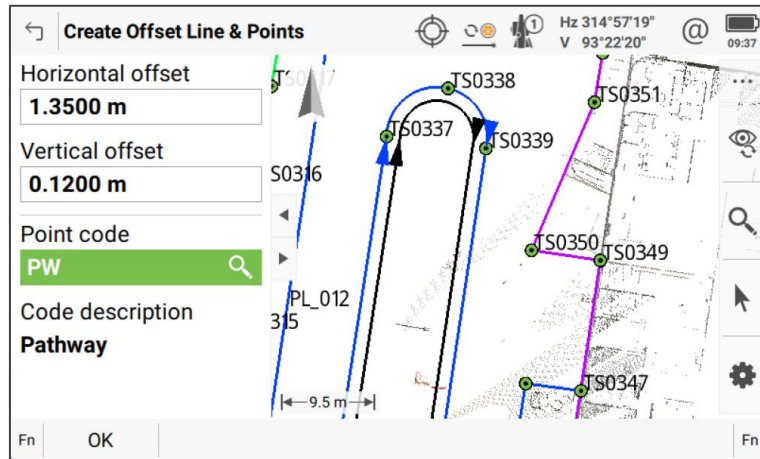 Create Offset Line & Points
1
Hz 314°57'19"
V 93°22'20"
@
09:37
Horizontal offset
1.3500 m
Vertical offset
0.1200 m
Point code
PW
Code description
Pathway
TS0338
TS0351
TS0337
TS0339
S0316
TS0350
TS0349
PL_012
315
TS0347
9.5 m
Fn
OK
Fn